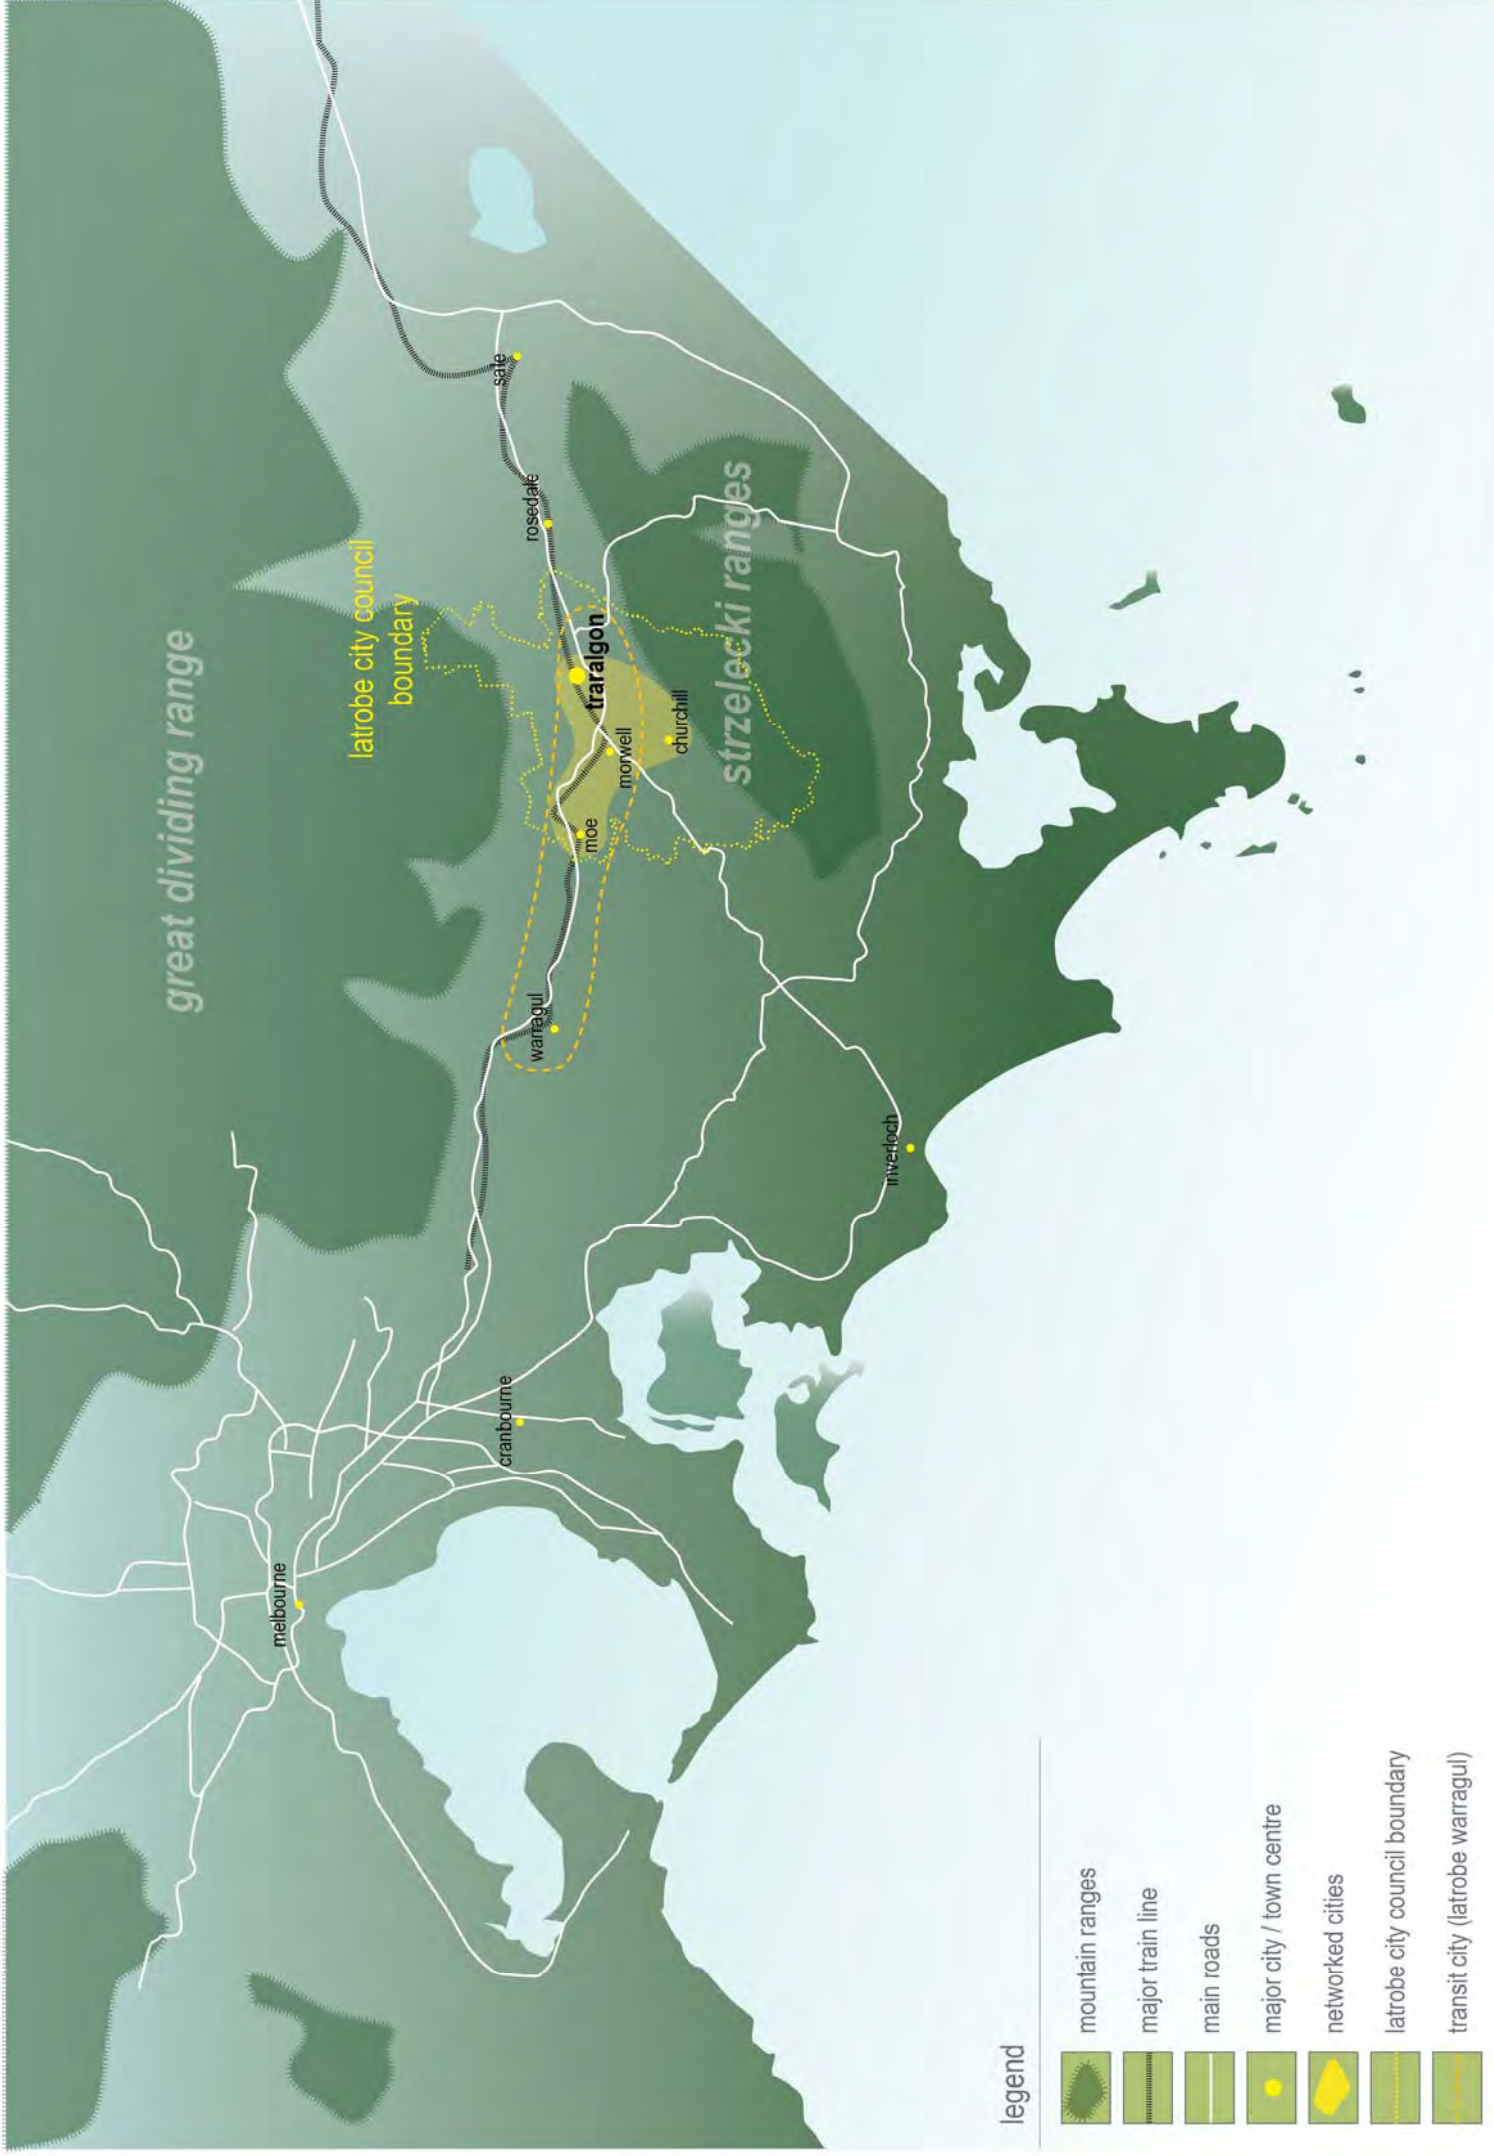 great dividing range
latrobe city council
boundary
melbourne
sale
cranbourne
warragul
rosedale
moe
traralgon
morwell
churchill
strzelecki ranges
inverloch
legend
mountain ranges
major train line
main roads
major city / town centre
networked cities
latrobe city council boundary
transit city (latrobe warragul)